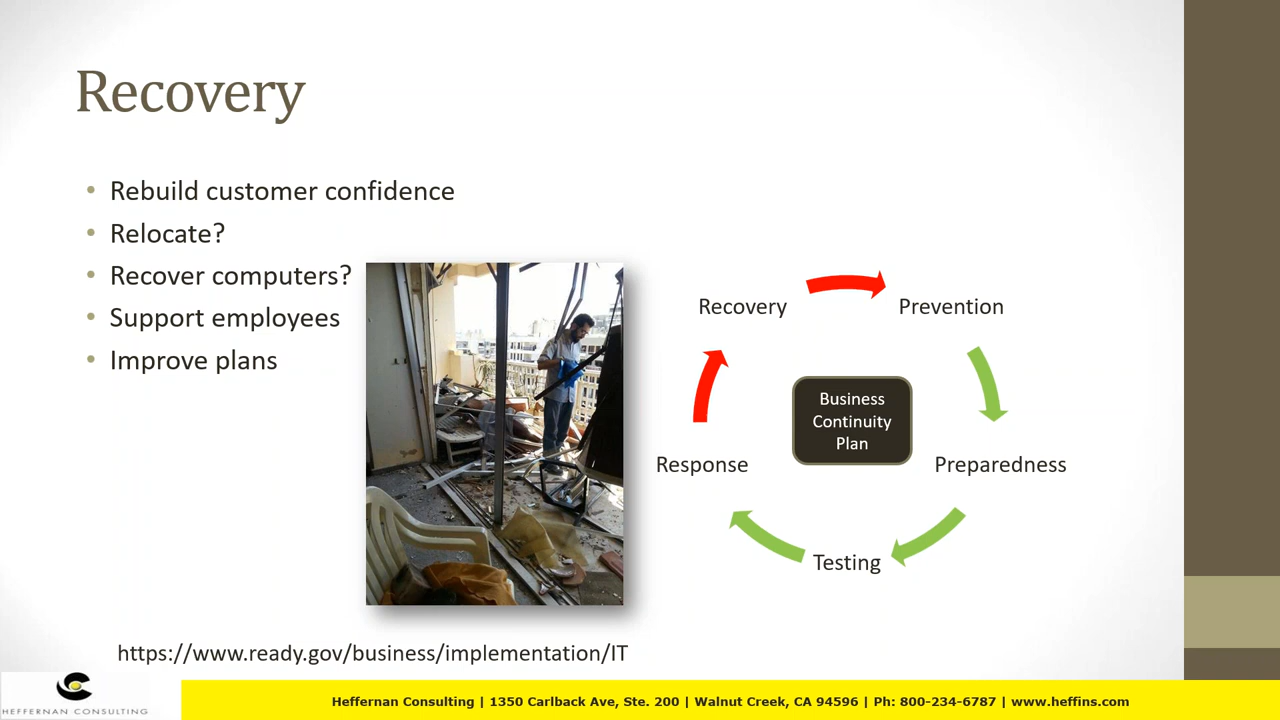 Recovery
• Rebuild customer confidence
• Relocate?
• Recover computers?
• Support employees
• Improve plans
Recovery
Prevention
Business
Continuity
Plan
Response
Preparedness
Testing
https://www.ready.gov/business/implementation/IT
HEFFERNAN CONSULTING
Heffernan Consulting | 1350 Carlback Ave, Ste. 200 | Walnut Creek, CA 94596 | Ph: 800-234-6787 | www.heffins.com